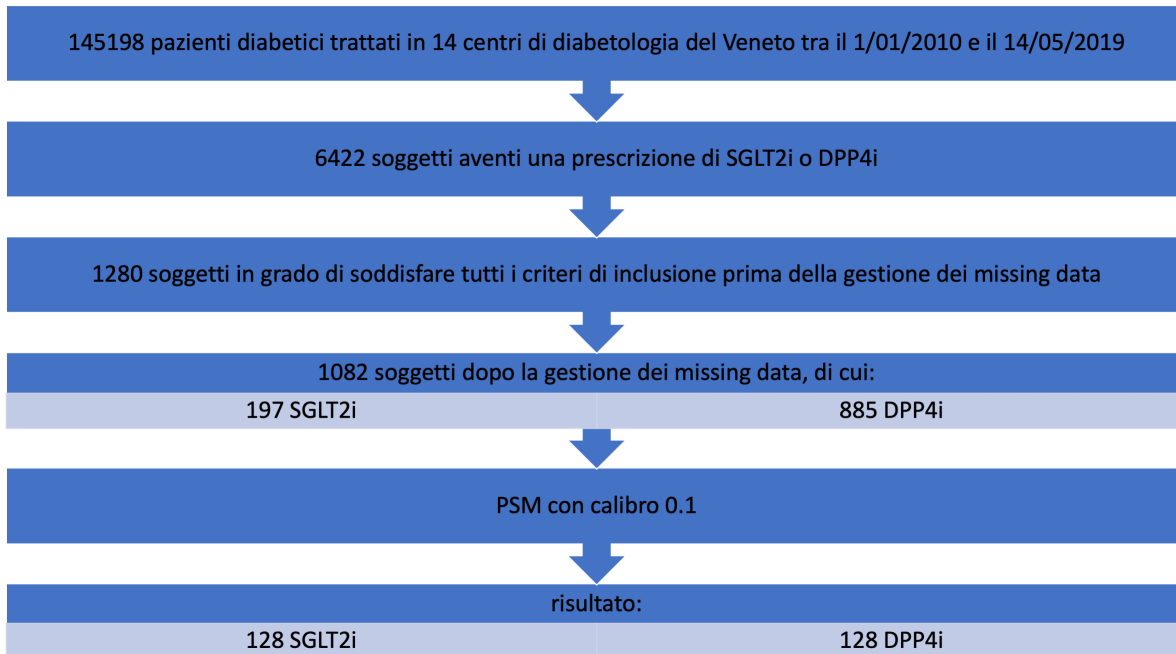 145198 pazienti diabetici trattati in 14 centri di diabetologia del Veneto tra il 1/01/2010 e il 14/05/2019
6422 soggetti aventi una prescrizione di SGLT2i o DPP4i
1280 soggetti in grado di soddisfare tutti i criteri di inclusione prima della gestione dei missing data
1082 soggetti dopo la gestione dei missing data, di cui:
197 SGLT2i
885 DPP4i
PSM con calibro 0.1
risultato:
128 SGLT2i
128 DPP4i